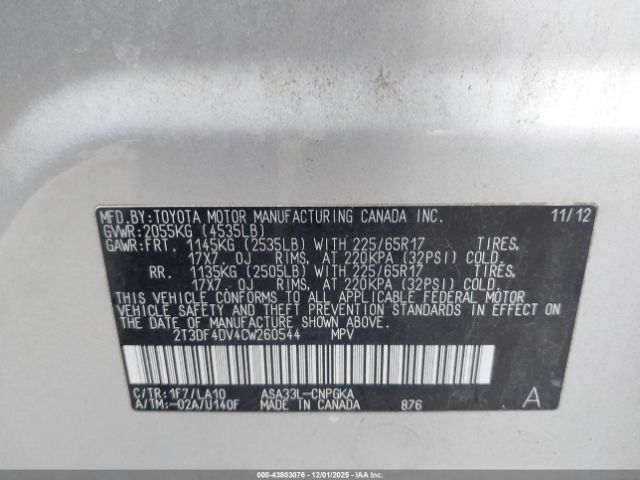 MFD.BY:TOYOTA MOTOR MANUFACTURING CANADA INC. 11/12
GVWR:2055KG (4535LB)
GAWR:FRT. 1145KG (2535LB) WITH 225/65R17 TIRES,
17X7.0J RIMS, AT 220KPA (32PSI) COLD.
RR. 1135KG (2505LB) WITH 225/65R17 TIRES,
17X7.0J RIMS, AT 220KPA (32PSI) COLD.
THIS VEHICLE CONFORMS TO ALL APPLICABLE FEDERAL MOTOR
VEHICLE SAFETY AND THEFT PREVENTION STANDARDS IN EFFECT ON
THE DATE OF MANUFACTURE SHOWN ABOVE.
2T3DF4DV4CW260544 MPV
C/TR:1F7/LA10 ASA33L-CNPGKA A
A/TM:-02A/U140F MADE IN CANADA 876
000-43803076 - 12/01/2025 - IAAI.CA